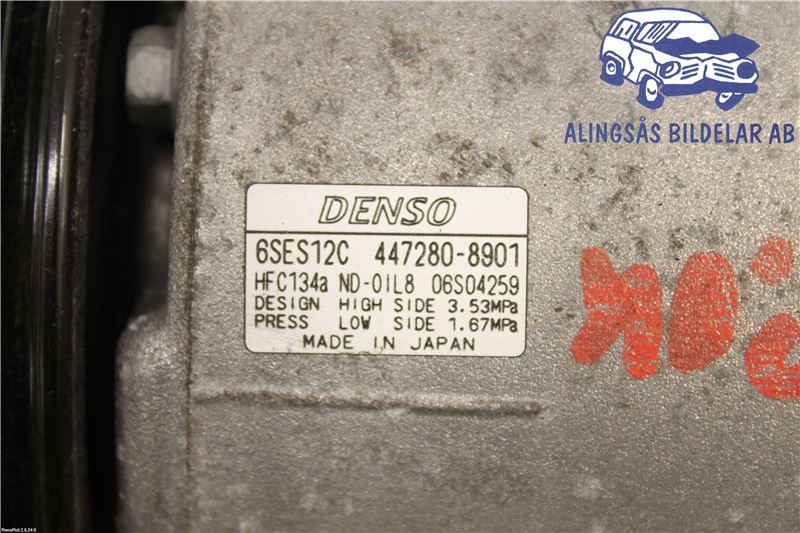 ALINGSÅS BILDELAR AB
DENSO
6SES12C 447280-8901
HFC134a ND-OIL8 06S04259
DESIGN HIGH SIDE 3.53MPa
PRESS LOW SIDE 1.67MPa
MADE IN JAPAN